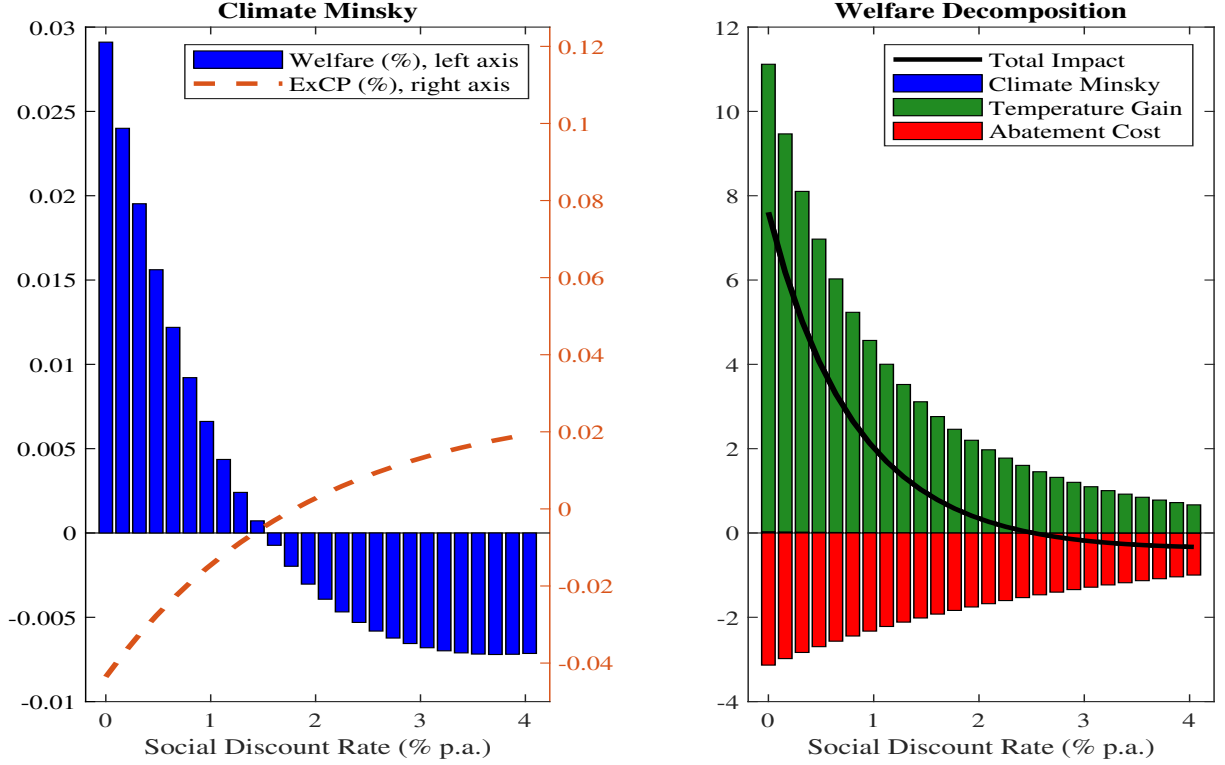 Climate Minsky
0.03
0.025
0.02
0.015
0.01
0.005
0
-0.005
-0.01
0.12
0.1
0.08
0.06
0.04
0.02
0
-0.02
-0.04
Welfare (%), left axis
ExCP (%), right axis
0 1 2 3 4
Social Discount Rate (% p.a.)
Welfare Decomposition
12
10
8
6
4
2
0
-2
-4
Total Impact
Climate Minsky
Temperature Gain
Abatement Cost
0 1 2 3 4
Social Discount Rate (% p.a.)